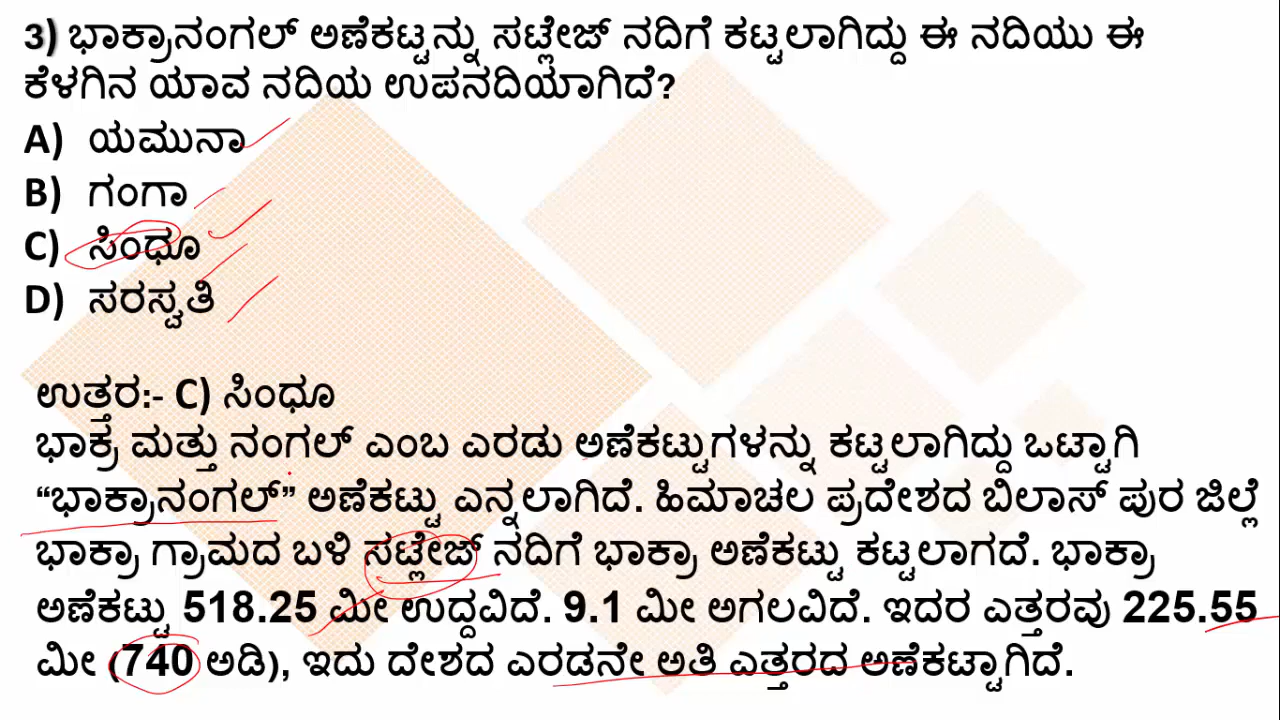 3) ಭಾಕ್ರಾನಂಗಲ್ ಅಣೆಕಟ್ಟನ್ನು ಸಟ್ಲೇಜ್ ನದಿಗೆ ಕಟ್ಟಲಾಗಿದ್ದು ಈ ನದಿಯು ಈ
ಕೆಳಗಿನ ಯಾವ ನದಿಯ ಉಪನದಿಯಾಗಿದೆ?
A) ಯಮುನಾ
B) ಗಂಗಾ
C) ಸಿಂಧೂ
D) ಸರಸ್ವತಿ
ಉತ್ತರ:- C) ಸಿಂಧೂ
ಭಾಕ್ರ ಮತ್ತು ನಂಗಲ್ ಎಂಬ ಎರಡು ಅಣೆಕಟ್ಟುಗಳನ್ನು ಕಟ್ಟಲಾಗಿದ್ದು ಒಟ್ಟಾಗಿ
“ಭಾಕ್ರಾನಂಗಲ್” ಅಣೆಕಟ್ಟು ಎನ್ನಲಾಗಿದೆ. ಹಿಮಾಚಲ ಪ್ರದೇಶದ ಬಿಲಾಸ್ ಪುರ ಜಿಲ್ಲೆ
ಭಾಕ್ರಾ ಗ್ರಾಮದ ಬಳಿ ಸಟ್ಲೇಜ್ ನದಿಗೆ ಭಾಕ್ರಾ ಅಣೆಕಟ್ಟು ಕಟ್ಟಲಾಗದೆ. ಭಾಕ್ರಾ
ಅಣೆಕಟ್ಟು 518.25 ಮೀ ಉದ್ದವಿದೆ. 9.1 ಮೀ ಅಗಲವಿದೆ. ಇದರ ಎತ್ತರವು 225.55
ಮೀ (740 ಅಡಿ), ಇದು ದೇಶದ ಎರಡನೇ ಅತಿ ಎತ್ತರದ ಅಣೆಕಟ್ಟಾಗಿದೆ.